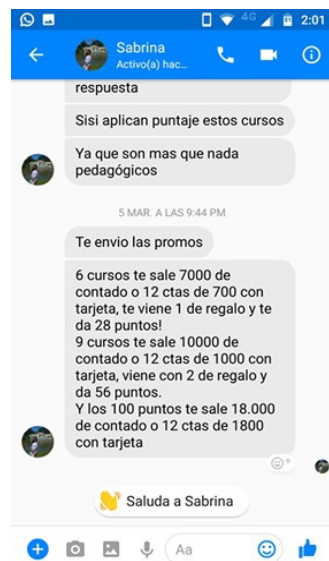 4G 2:01
Sabrina
Activo(a) hac...
respuesta
Sisi aplican puntaje estos cursos
Ya que son mas que nada
pedagógicos
5 MAR. A LAS 9:44 PM
Te envio las promos
6 cursos te sale 7000 de
contado o 12 ctas de 700 con
tarjeta, te viene 1 de regalo y te
da 28 puntos!
9 cursos te sale 10000 de
contado o 12 ctas de 1000 con
tarjeta, viene con 2 de regalo y
da 56 puntos.
Y los 100 puntos te sale 18.000
de contado o 12 ctas de 1800
con tarjeta
Saluda a Sabrina
Aa